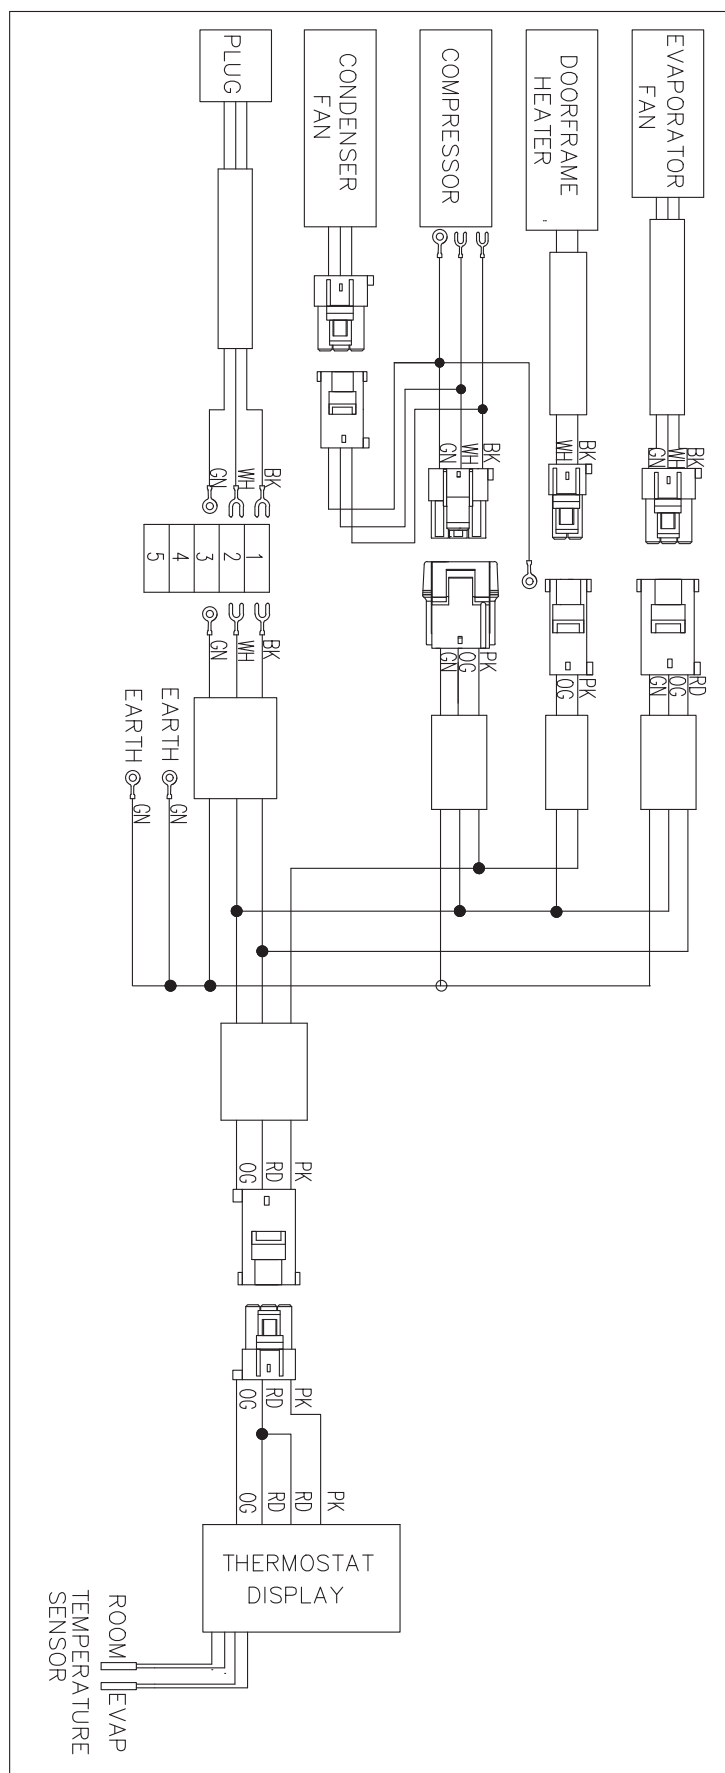 PLUG
CONDENSER
FAN
COMPRESSOR
DOORFRAME
HEATER
EVAPORATOR
FAN
GN
WH
BK
GN
WH
BK
WH
BK
GN
WH
BK
1
2
3
4
5
GN
WH
BK
GN
OG
PK
OG
PK
GN
OG
RD
EARTH
GN
EARTH
GN
OG
RD
PK
OG
RD
PK
OG
RD
RD
PK
THERMOSTAT
DISPLAY
ROOM EVAP
TEMPERATURE
SENSOR